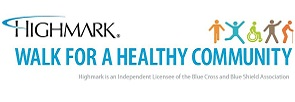 HIGHMARK®
WALK FOR A HEALTHY COMMUNITY
Highmark is an Independent Licensee of the Blue Cross and Blue Shield Association